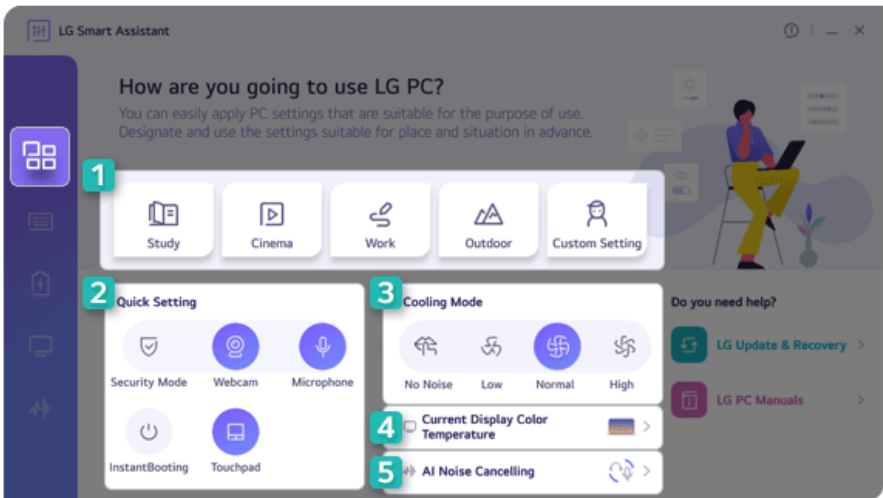 LG Smart Assistant
How are you going to use LG PC?
You can easily apply PC settings that are suitable for the purpose of use.
Designate and use the settings suitable for place and situation in advance.
1
Study
Cinema
Work
Outdoor
Custom Setting
2
Quick Setting
Security Mode
Webcam
Microphone
InstantBooting
Touchpad
3
Cooling Mode
No Noise
Low
Normal
High
4
Current Display Color
Temperature
5
AI Noise Cancelling
Do you need help?
LG Update & Recovery
LG PC Manuals